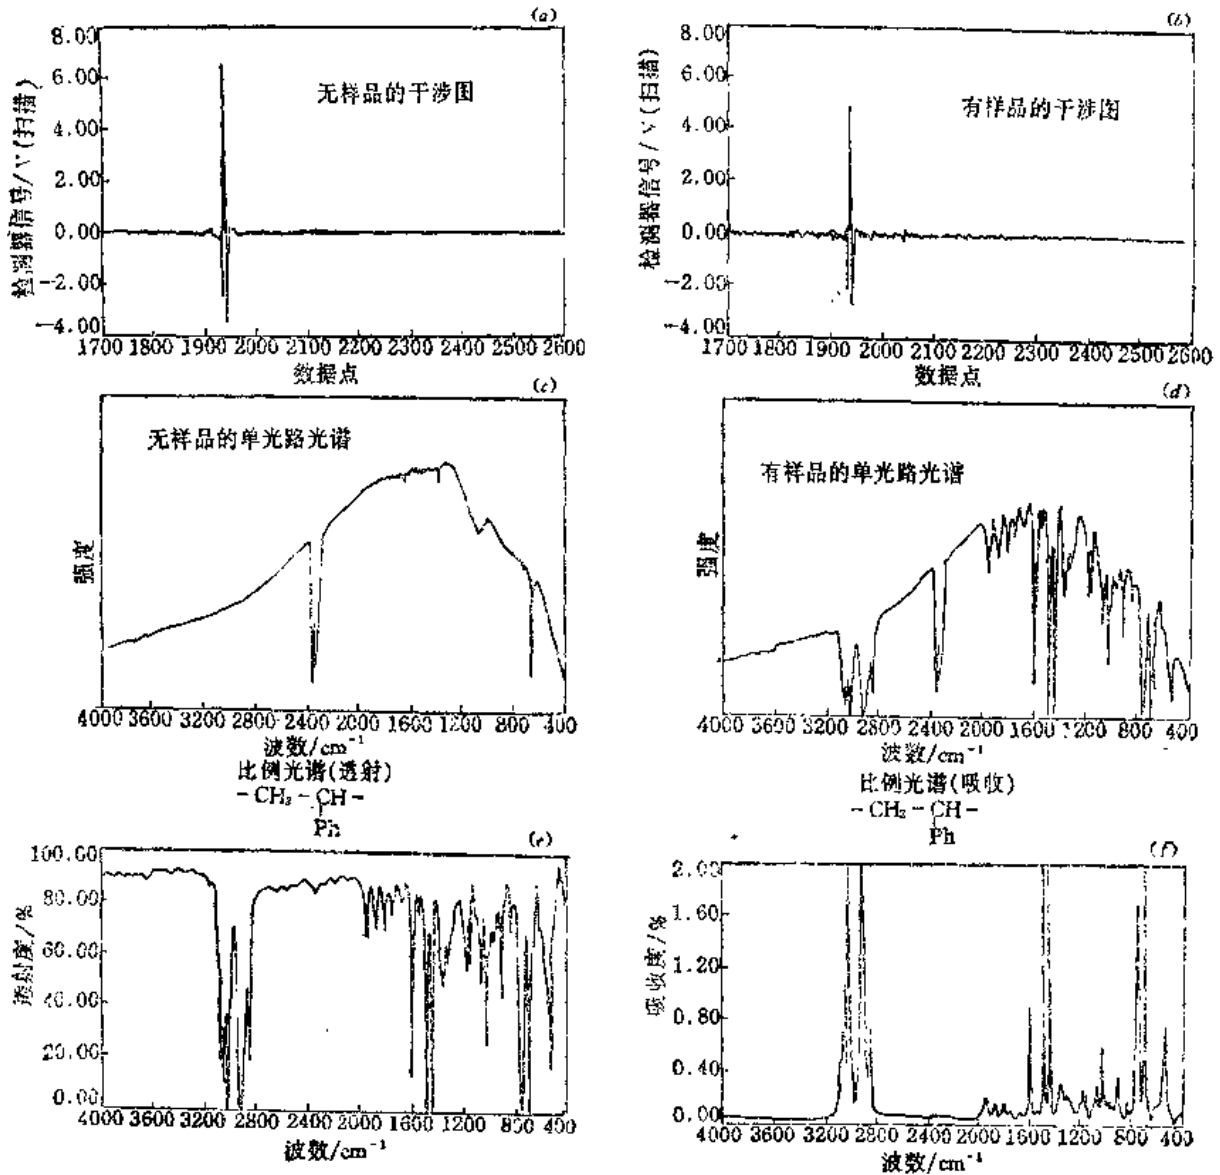 (a)
8.00
6.00
4.00
2.00
0.00
-2.00
-4.00
检测器信号/V(扫描)
无样品的干涉图
1700 1800 1900 2000 2100 2200 2300 2400 2500 2600
数据点
(b)
8.00
6.00
4.00
2.00
0.00
-2.00
-4.00
检测器信号/V(扫描)
有样品的干涉图
1700 1800 1900 2000 2100 2200 2300 2400 2500 2600
数据点
(c)
无样品的单光路光谱
强度
4000 3600 3200 2800 2400 2000 1600 1200 800 400
波数/cm⁻¹
(d)
有样品的单光路光谱
强度
4000 3600 3200 2800 2400 2000 1600 1200 800 400
波数/cm⁻¹
比例光谱(透射)
-CH₂-CH-
Ph
(e)
100.00
80.00
60.00
40.00
20.00
0.00
透射度/%
4000 3600 3200 2800 2400 2000 1600 1200 800 400
波数/cm⁻¹
比例光谱(吸收)
-CH₂-CH-
Ph
(f)
2.00
1.60
1.20
0.80
0.40
0.00
吸收度/%
4000 3600 3200 2800 2400 2000 1600 1200 800 400
波数/cm⁻¹